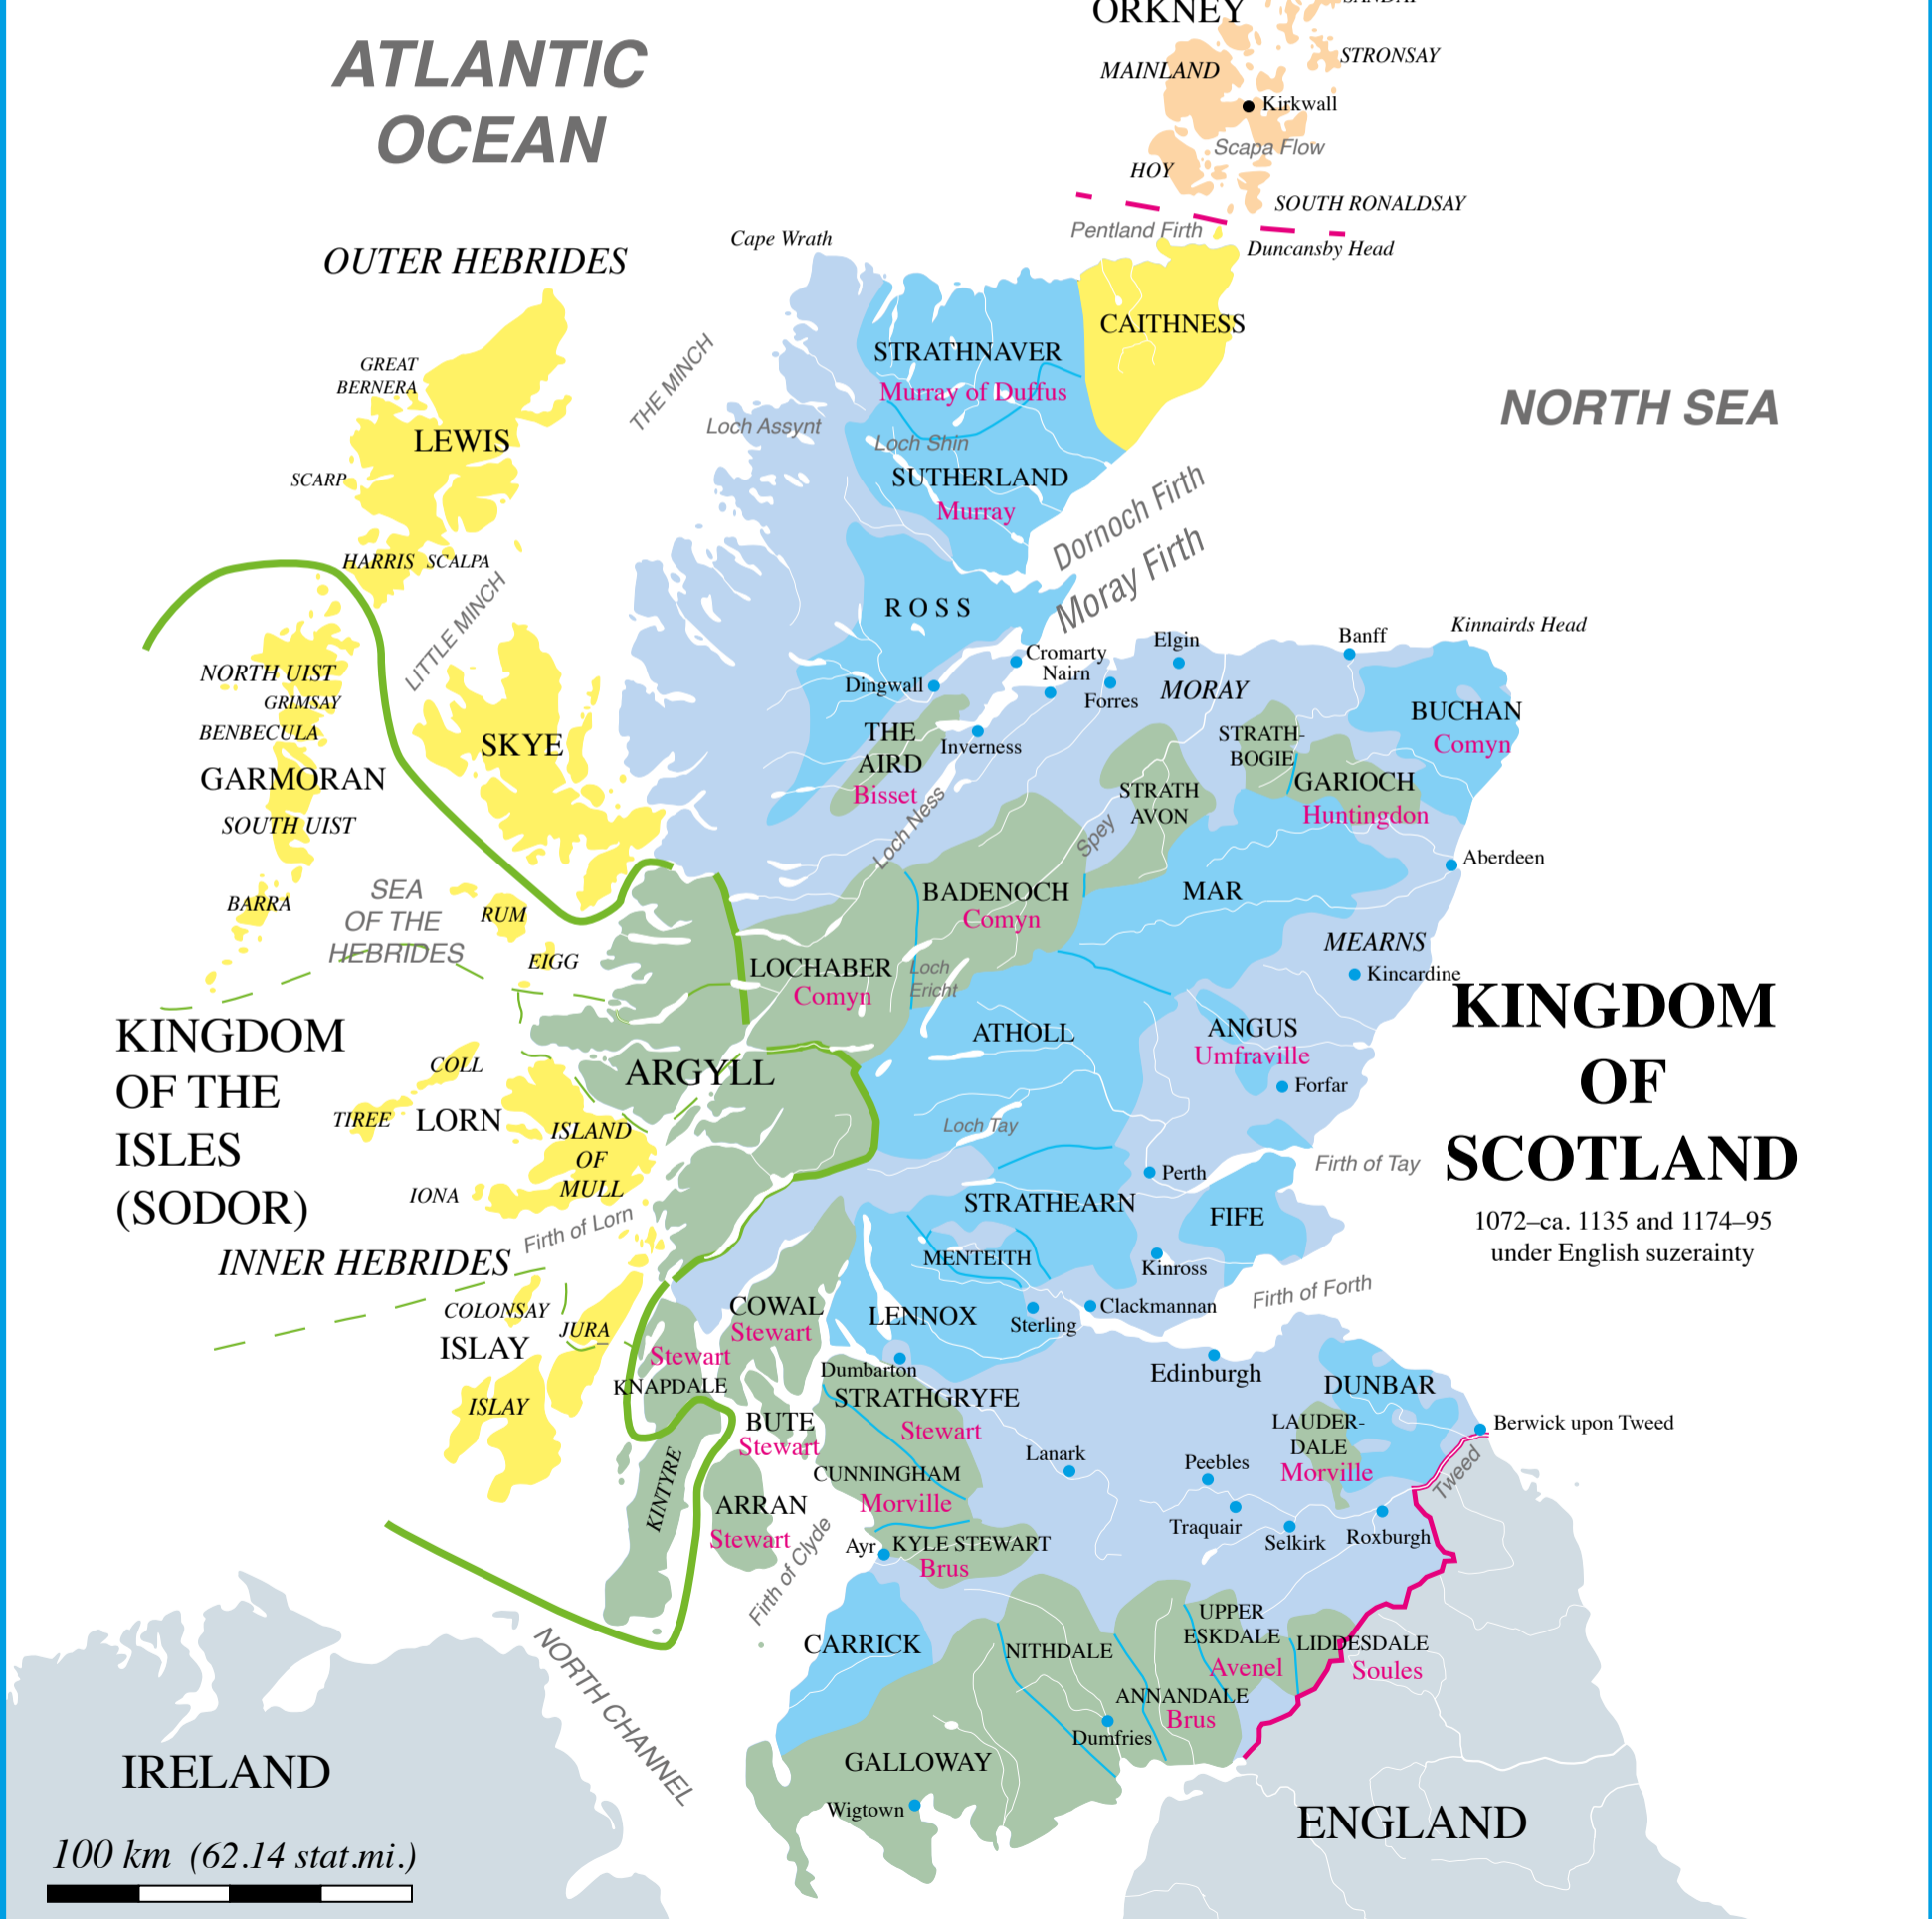 ORKNEY
SANDAY
STRONSAY
MAINLAND
Kirkwall
Scapa Flow
HOY
SOUTH RONALDSAY
Pentland Firth
Duncansby Head
ATLANTIC
OCEAN
Cape Wrath
OUTER HEBRIDES
THE MINCH
GREAT
BERNERA
LEWIS
SCARP
HARRIS
SCALPA
LITTLE MINCH
NORTH UIST
GRIMSAY
BENBECULA
GARMORAN
SOUTH UIST
BARRA
SKYE
SEA
OF THE
HEBRIDES
RUM
EIGG
STRATHNAVER
Murray of Duffus
CAITHNESS
NORTH SEA
Loch Assynt
Loch Shin
SUTHERLAND
Murray
Dornoch Firth
Moray Firth
ROSS
Cromarty
Nairn
Elgin
Banff
Kinnairds Head
Dingwall
Forres
MORAY
THE
AIRD
Bisset
Inverness
Loch Ness
STRATH-
BOGIE
BUCHAN
Comyn
GARIOCH
Huntingdon
STRATH
AVON
Spey
Aberdeen
BADENOCH
Comyn
MAR
MEARNS
Kincardine
LOCHABER
Comyn
Loch
Ericht
ATHOLL
ANGUS
Umfraville
Forfar
KINGDOM
OF
SCOTLAND
1072–ca. 1135 and 1174–95
under English suzerainty
KINGDOM
OF THE
ISLES
(SODOR)
COLL
TIREE
LORN
ISLAND
OF
MULL
IONA
Firth of Lorn
INNER HEBRIDES
ARGYLL
Loch Tay
Perth
Firth of Tay
STRATHEARN
FIFE
MENTEITH
Kinross
COLONSAY
ISLAY
JURA
ISLAY
COWAL
Stewart
LENNOX
Sterling
Clackmannan
Firth of Forth
Stewart
KNAPDALE
Dumbarton
Edinburgh
DUNBAR
STRATHGRYFE
Stewart
BUTE
Stewart
LAUDER-
DALE
Morville
Berwick upon Tweed
Tweed
KINTYRE
CUNNINGHAM
Morville
Lanark
Peebles
ARRAN
Stewart
Firth of Clyde
Ayr
KYLE STEWART
Brus
Traquair
Selkirk
Roxburgh
NORTH CHANNEL
CARRICK
NITHDALE
UPPER
ESKDALE
Avenel
LIDDESDALE
Soules
ANNANDALE
Brus
Dumfries
GALLOWAY
Wigtown
IRELAND
ENGLAND
100 km (62.14 stat.mi.)